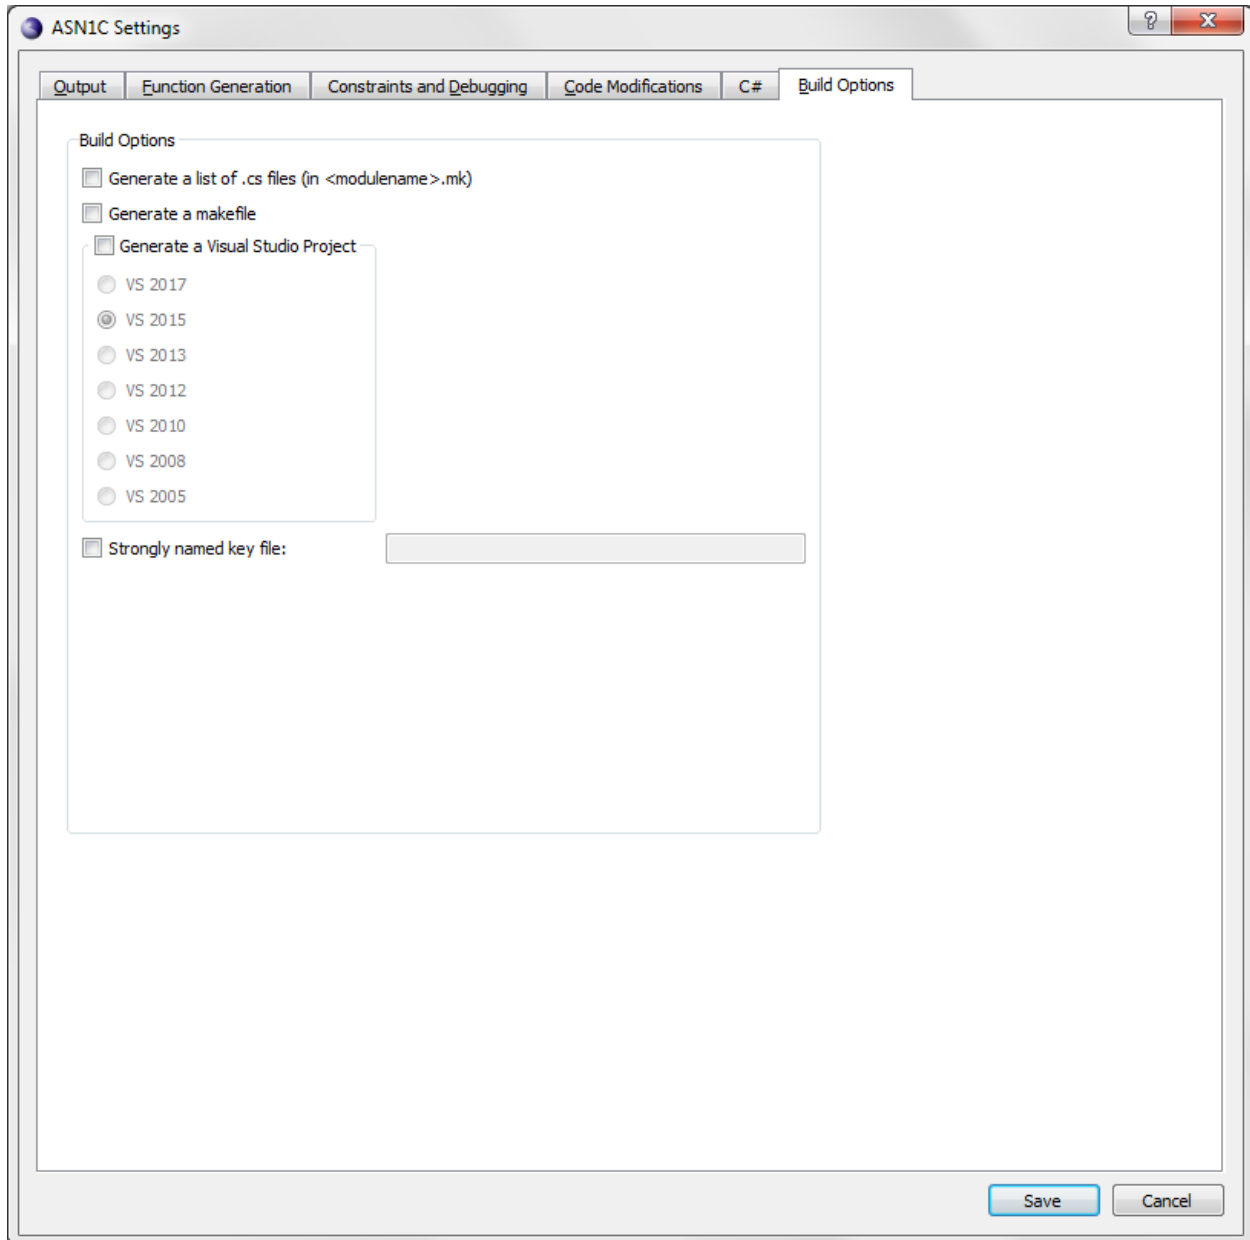 ASN1C Settings
Output Function Generation Constraints and Debugging Code Modifications C# Build Options
Build Options
Generate a list of .cs files (in <modulename>.mk)
Generate a makefile
Generate a Visual Studio Project
VS 2017
VS 2015
VS 2013
VS 2012
VS 2010
VS 2008
VS 2005
Strongly named key file:
Save Cancel